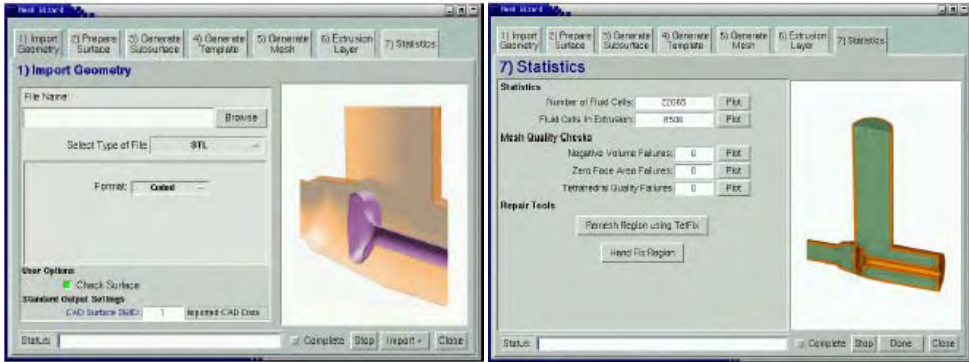 Mesh Wizard
1) Import Geometry
2) Prepare Surface
3) Generate Subsurface
4) Generate Template
5) Generate Mesh
6) Extrusion Layer
7) Statistics
1) Import Geometry
File Name:
Browse
Select Type of File STL
Format: Coded
User Options
Check Surface
Standard Output Settings
CAD Surface DBID: 1 Imported CAD Data
Status: Complete Stop Import Close
Mesh Wizard
1) Import Geometry
2) Prepare Surface
3) Generate Subsurface
4) Generate Template
5) Generate Mesh
6) Extrusion Layer
7) Statistics
7) Statistics
Statistics
Number of Fluid Cells: Plot
Fluid Cells In Extrusion: Plot
Mesh Quality Checks
Negative Volume Failures: 0 Plot
Zero Face Area Failures: 0 Plot
Tetrahedral Quality Failures: 0 Plot
Repair Tools
Remesh Region using TetFix
Hand Fix Region
Status: Complete Stop Done Close